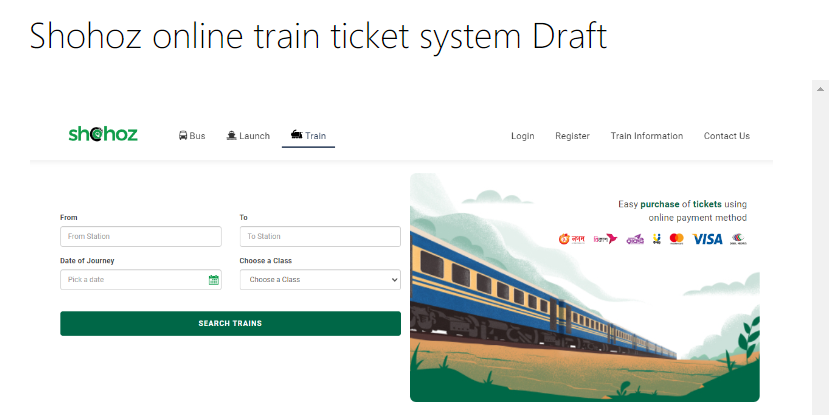 Shohoz online train ticket system Draft
shohoz
Bus
Launch
Train
Login
Register
Train Information
Contact Us
From
To
From Station
To Station
Date of Journey
Choose a Class
Pick a date
Choose a Class
SEARCH TRAINS
Easy purchase of tickets using
online payment method
নগদ
বিকাশ
VISA